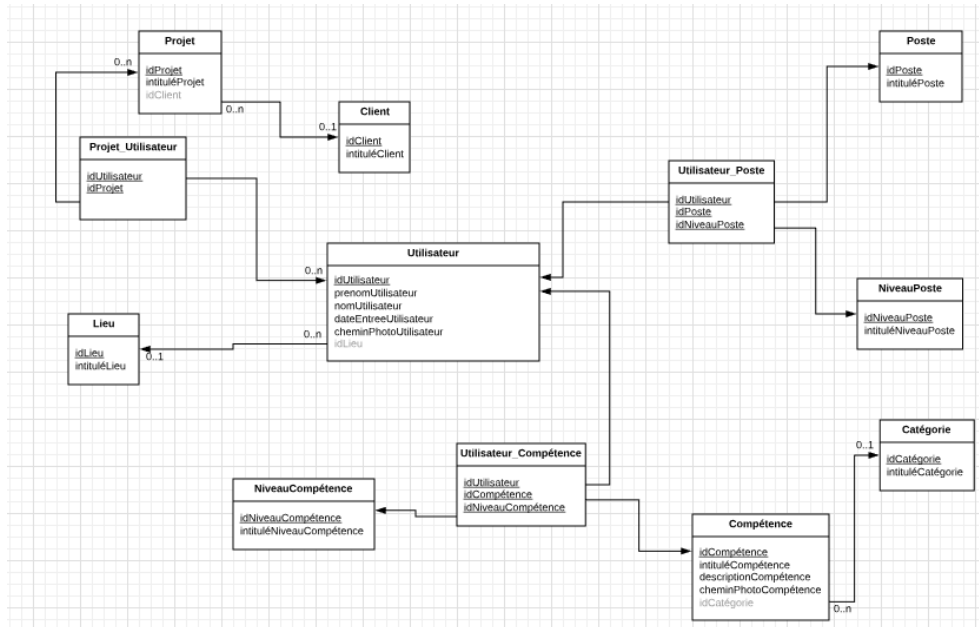 Projet
idProjet
intituléProjet
idClient
0..n
0..n
Client
idClient
intituléClient
0..1
Projet_Utilisateur
idUtilisateur
idProjet
Poste
idPoste
intituléPoste
Utilisateur_Poste
idUtilisateur
idPoste
idNiveauPoste
Utilisateur
idUtilisateur
prenomUtilisateur
nomUtilisateur
dateEntreeUtilisateur
cheminPhotoUtilisateur
idLieu
0..n
0..n
NiveauPoste
idNiveauPoste
intituléNiveauPoste
Lieu
idLieu
intituléLieu
0..1
Utilisateur_Compétence
idUtilisateur
idCompétence
idNiveauCompétence
NiveauCompétence
idNiveauCompétence
intituléNiveauCompétence
Catégorie
idCatégorie
intituléCatégorie
0..1
Compétence
idCompétence
intituléCompétence
descriptionCompétence
cheminPhotoCompétence
idCatégorie
0..n